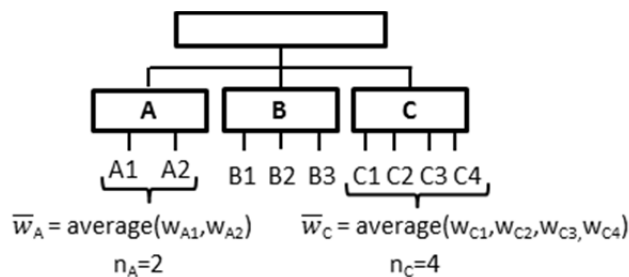 A B C
A1 A2 B1 B2 B3 C1 C2 C3 C4
w̅A = average(wA1,wA2) w̅C = average(wC1,wC2,wC3,wC4)
nA=2 nC=4